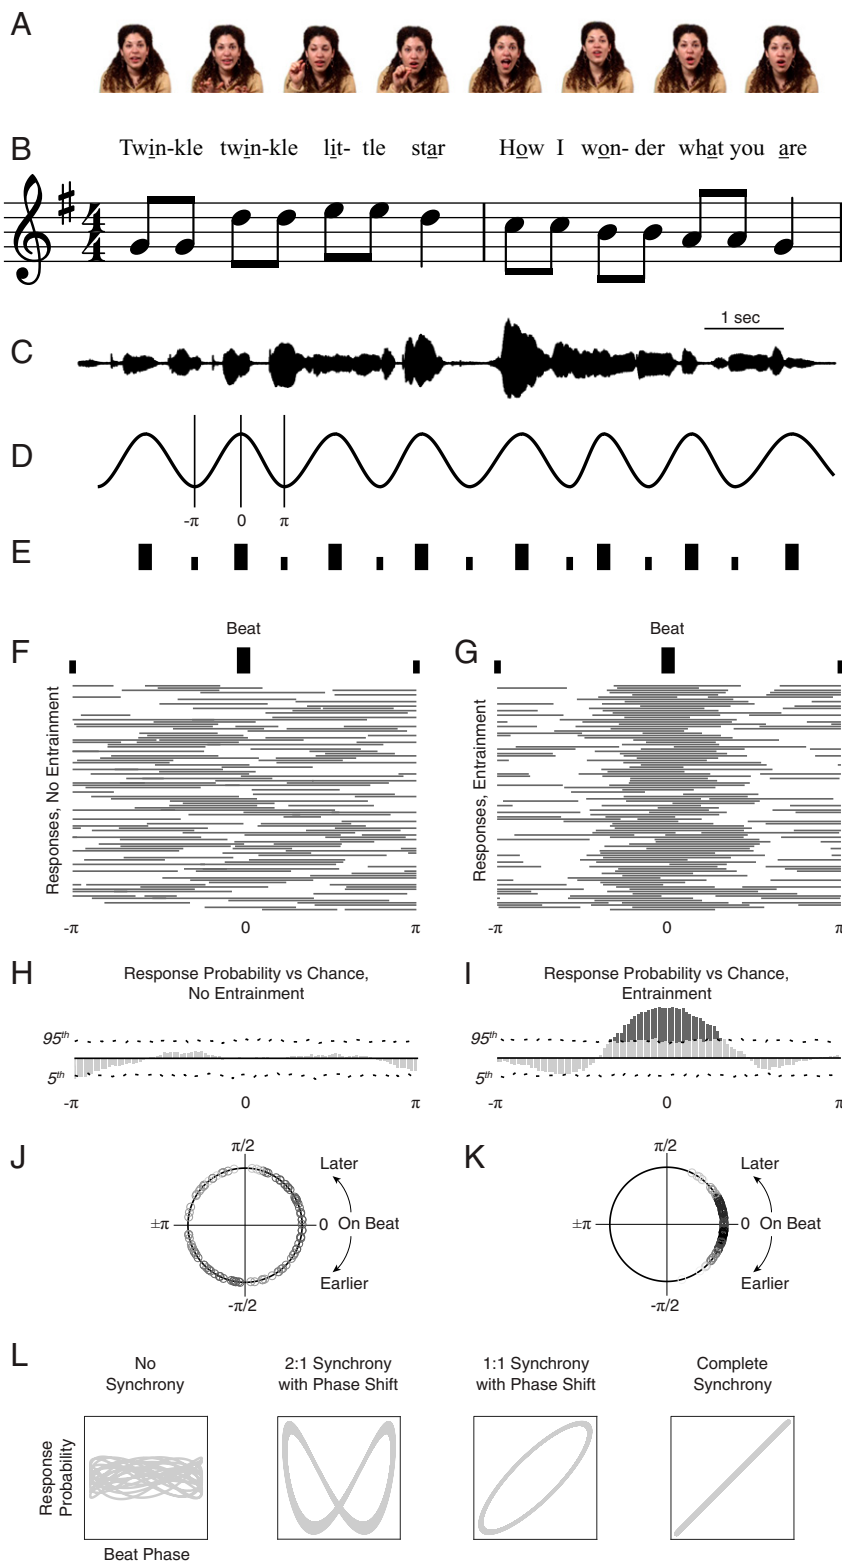 A
B
Twin-kle twin-kle lit- tle star How I won- der what you are
4
4
1 sec
C
D
-π 0 π
E
F
Beat
G
Beat
Responses, No Entrainment
Responses, Entrainment
-π 0 π
-π 0 π
H
Response Probability vs Chance,
No Entrainment
I
Response Probability vs Chance,
Entrainment
95th
5th
-π 0 π
95th
5th
-π 0 π
J
π/2
Later
±π
0 On Beat
Earlier
-π/2
K
π/2
Later
±π
0 On Beat
Earlier
-π/2
L
No
Synchrony
2:1 Synchrony
with Phase Shift
1:1 Synchrony
with Phase Shift
Complete
Synchrony
Response
Probability
Beat Phase